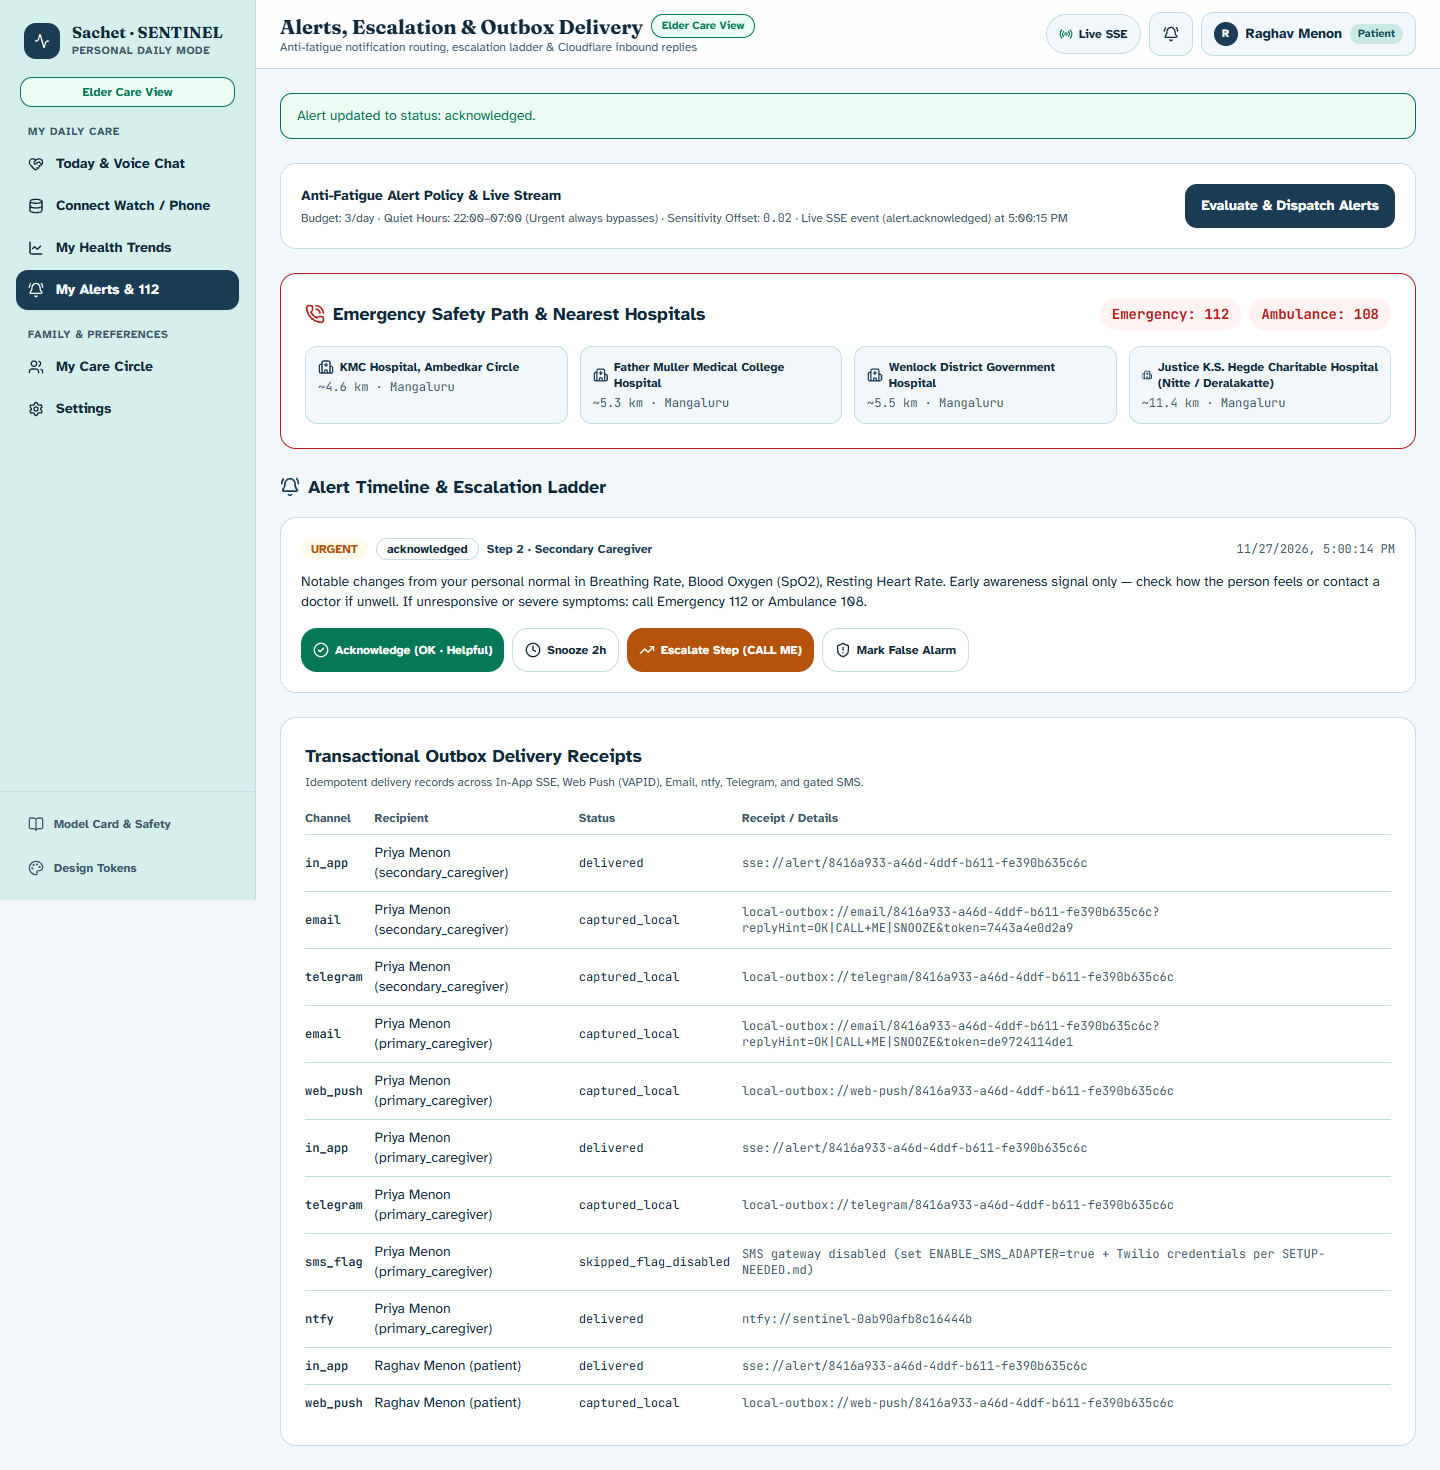 Sachet · SENTINEL
PERSONAL DAILY MODE
Elder Care View
MY DAILY CARE
Today & Voice Chat
Connect Watch / Phone
My Health Trends
My Alerts & 112
FAMILY & PREFERENCES
My Care Circle
Settings
Model Card & Safety
Design Tokens
Alerts, Escalation & Outbox Delivery
Elder Care View
Anti-fatigue notification routing, escalation ladder & Cloudflare inbound replies
Live SSE
R
Raghav Menon
Patient
Alert updated to status: acknowledged.
Anti-Fatigue Alert Policy & Live Stream
Budget: 3/day · Quiet Hours: 22:00–07:00 (Urgent always bypasses) · Sensitivity Offset: 0.02 · Live SSE event (alert.acknowledged) at 5:00:15 PM
Evaluate & Dispatch Alerts
Emergency Safety Path & Nearest Hospitals
Emergency: 112
Ambulance: 108
KMC Hospital, Ambedkar Circle
~4.6 km · Mangaluru
Father Muller Medical College
Hospital
~5.3 km · Mangaluru
Wenlock District Government
Hospital
~5.5 km · Mangaluru
Justice K.S. Hegde Charitable Hospital
(Nitte / Deralakatte)
~11.4 km · Mangaluru
Alert Timeline & Escalation Ladder
URGENT
acknowledged
Step 2 · Secondary Caregiver
11/27/2026, 5:00:14 PM
Notable changes from your personal normal in Breathing Rate, Blood Oxygen (SpO2), Resting Heart Rate. Early awareness signal only — check how the person feels or contact a
doctor if unwell. If unresponsive or severe symptoms: call Emergency 112 or Ambulance 108.
Acknowledge (OK · Helpful)
Snooze 2h
Escalate Step (CALL ME)
Mark False Alarm
Transactional Outbox Delivery Receipts
Idempotent delivery records across In-App SSE, Web Push (VAPID), Email, ntfy, Telegram, and gated SMS.
Channel Recipient Status Receipt / Details
in_app Priya Menon (secondary_caregiver) delivered sse://alert/8416a933-a46d-4ddf-b611-fe390b635c6c
email Priya Menon (secondary_caregiver) captured_local local-outbox://email/8416a933-a46d-4ddf-b611-fe390b635c6c?
replyHint=OK|CALL+ME|SNOOZE&token=7443a4e0d2a9
telegram Priya Menon (secondary_caregiver) captured_local local-outbox://telegram/8416a933-a46d-4ddf-b611-fe390b635c6c
email Priya Menon (primary_caregiver) captured_local local-outbox://email/8416a933-a46d-4ddf-b611-fe390b635c6c?
replyHint=OK|CALL+ME|SNOOZE&token=de9724114de1
web_push Priya Menon (primary_caregiver) captured_local local-outbox://web-push/8416a933-a46d-4ddf-b611-fe390b635c6c
in_app Priya Menon (primary_caregiver) delivered sse://alert/8416a933-a46d-4ddf-b611-fe390b635c6c
telegram Priya Menon (primary_caregiver) captured_local local-outbox://telegram/8416a933-a46d-4ddf-b611-fe390b635c6c
sms_flag Priya Menon (primary_caregiver) skipped_flag_disabled SMS gateway disabled (set ENABLE_SMS_ADAPTER=true + Twilio credentials per SETUP-
NEEDED.md)
ntfy Priya Menon (primary_caregiver) delivered ntfy://sentinel-0ab90afb8c16444b
in_app Raghav Menon (patient) delivered sse://alert/8416a933-a46d-4ddf-b611-fe390b635c6c
web_push Raghav Menon (patient) captured_local local-outbox://web-push/8416a933-a46d-4ddf-b611-fe390b635c6c